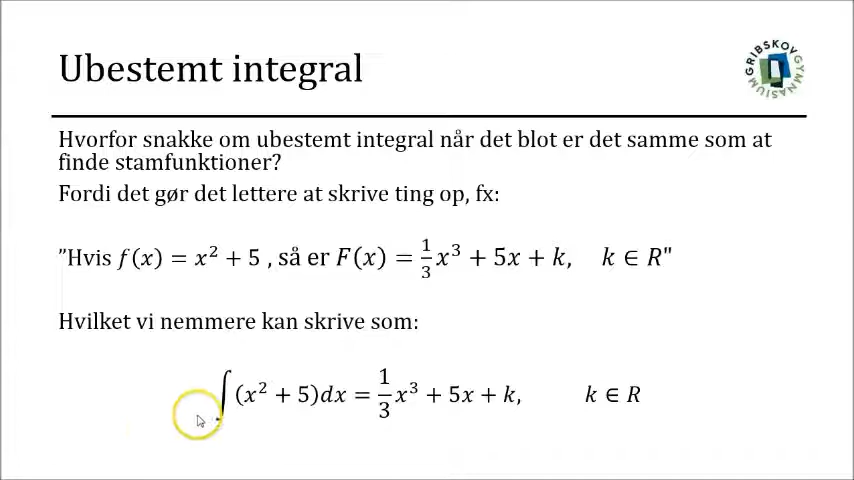 Ubestemt integral
GRIBSKOV GYMNASIUM
Hvorfor snakke om ubestemt integral når det blot er det samme som at
finde stamfunktioner?
Fordi det gør det lettere at skrive ting op, fx:
”Hvis f(x) = x² + 5 , så er F(x) = 1/3 x³ + 5x + k, k ∈ R"
Hvilket vi nemmere kan skrive som:
∫(x² + 5)dx = 1/3 x³ + 5x + k, k ∈ R